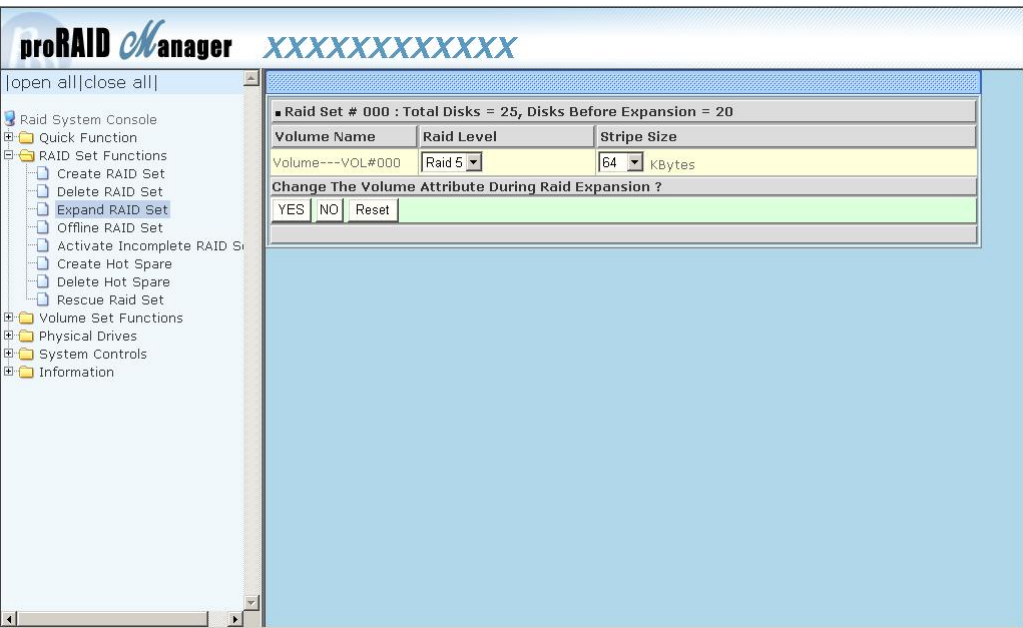 proRAID Manager XXXXXXXXXXXX
|open all|close all|
Raid System Console
Quick Function
RAID Set Functions
Create RAID Set
Delete RAID Set
Expand RAID Set
Offline RAID Set
Activate Incomplete RAID S
Create Hot Spare
Delete Hot Spare
Rescue Raid Set
Volume Set Functions
Physical Drives
System Controls
Information
▪ Raid Set # 000 : Total Disks = 25, Disks Before Expansion = 20
Volume Name Raid Level Stripe Size
Volume---VOL#000 Raid 5 64 KBytes
Change The Volume Attribute During Raid Expansion ?
YES NO Reset